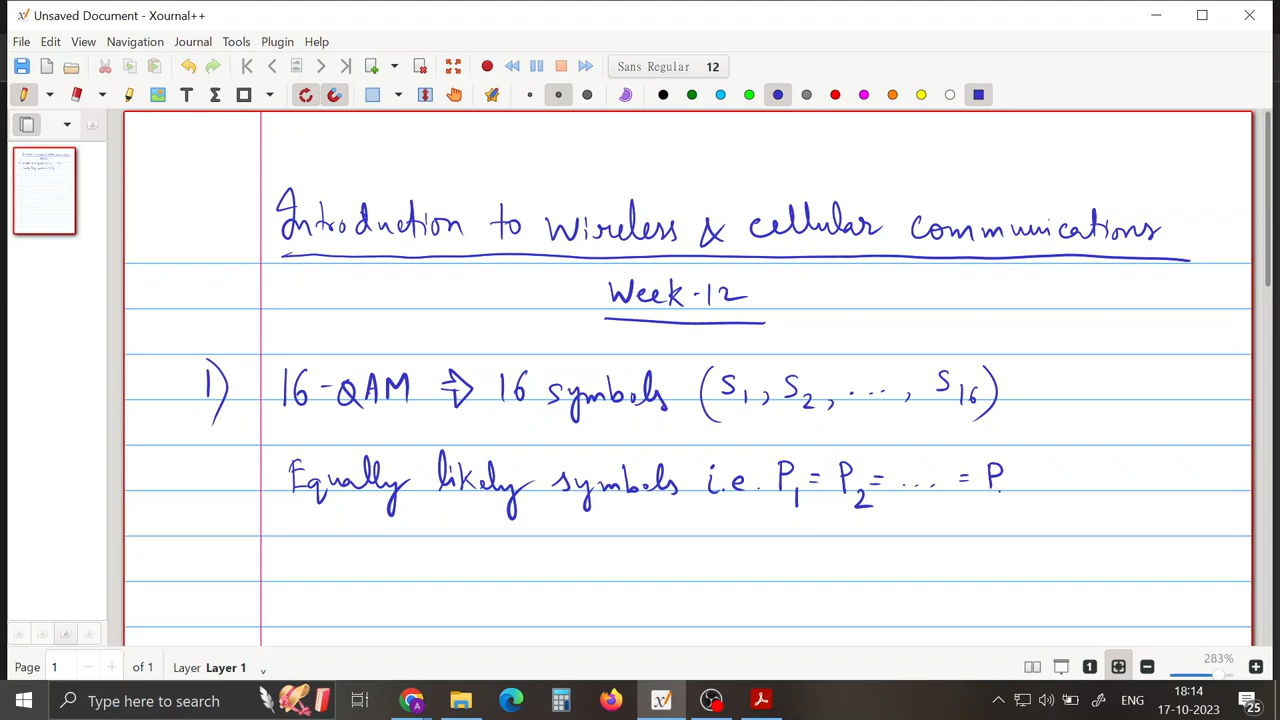 Unsaved Document - Xournal++
File Edit View Navigation Journal Tools Plugin Help
Sans Regular 12
Introduction to Wireless & cellular communications
Week-12
1) 16-QAM ⇒ 16 symbols (S₁, S₂, ..., S₁₆)
Equally likely symbols i.e. P₁ = P₂ = .... = P
Page 1 of 1 Layer Layer 1 283%
Type here to search ENG 18:14
17-10-2023 25